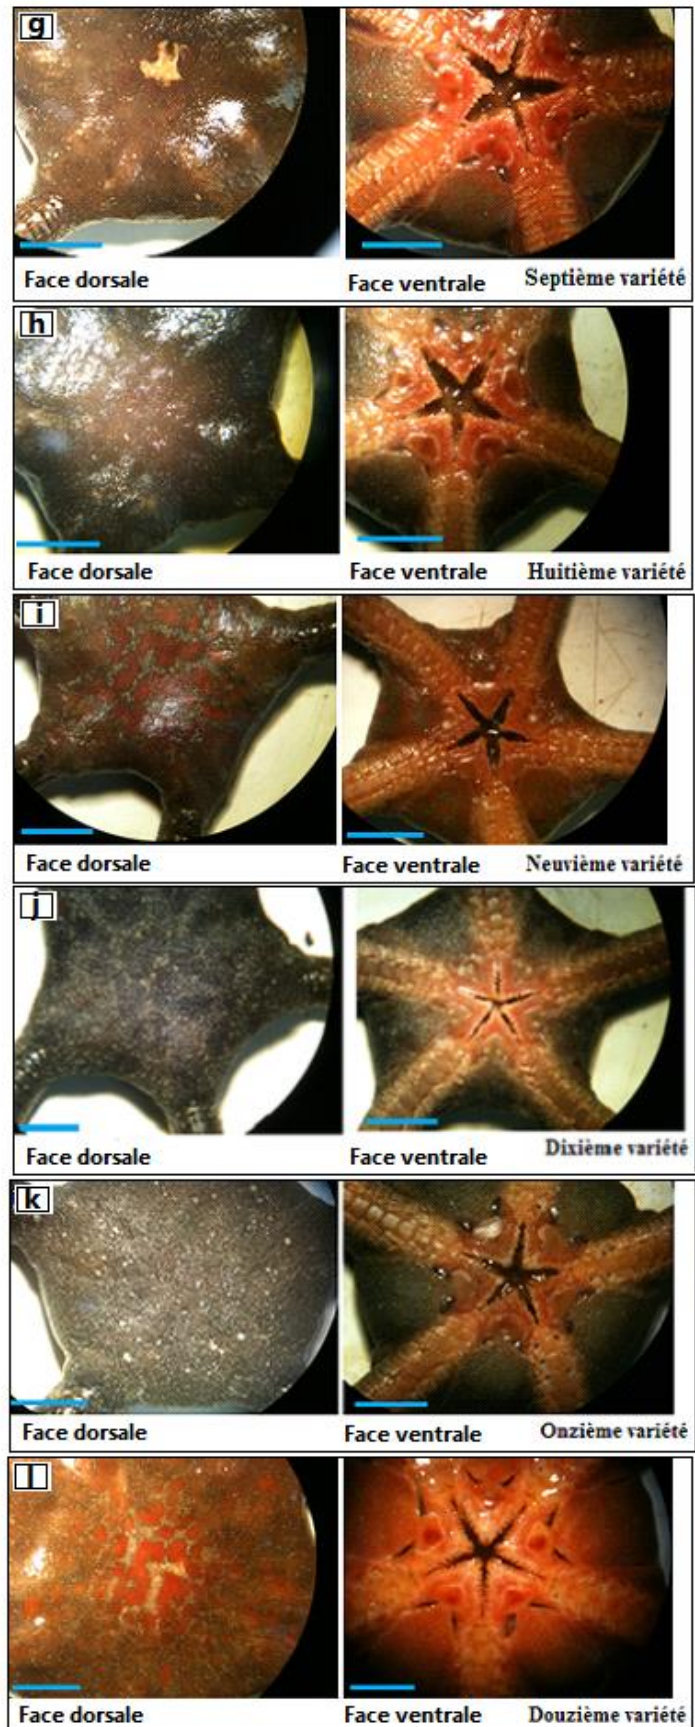 g
Face dorsale Face ventrale Septième variété
h
Face dorsale Face ventrale Huitième variété
i
Face dorsale Face ventrale Neuvième variété
j
Face dorsale Face ventrale Dixième variété
k
Face dorsale Face ventrale Onzième variété
l
Face dorsale Face ventrale Douzième variété